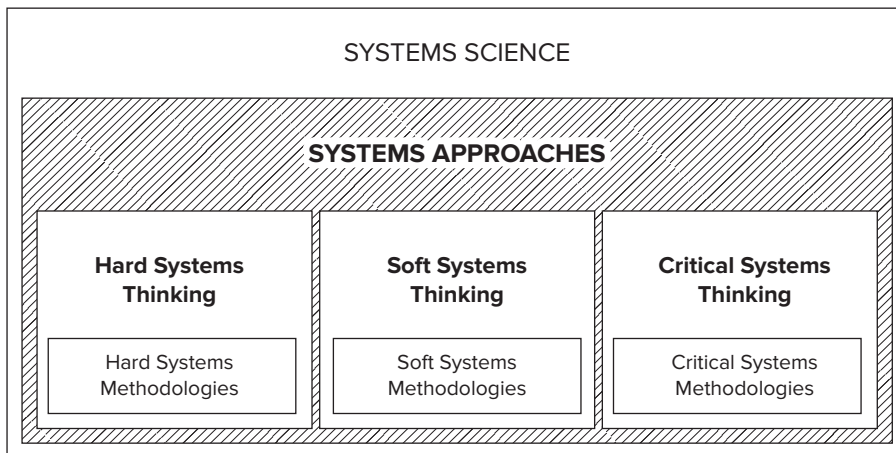 SYSTEMS SCIENCE
SYSTEMS APPROACHES
Hard Systems
Thinking
Hard Systems
Methodologies
Soft Systems
Thinking
Soft Systems
Methodologies
Critical Systems
Thinking
Critical Systems
Methodologies